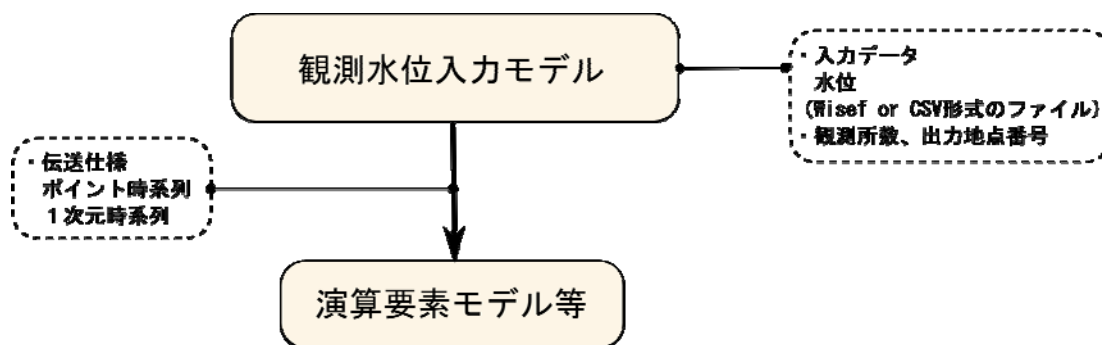 観測水位入力モデル
・入力データ
水位
(Wisef or CSV形式のファイル)
・観測所数、出力地点番号
・伝送仕様
ポイント時系列
1次元時系列
演算要素モデル等